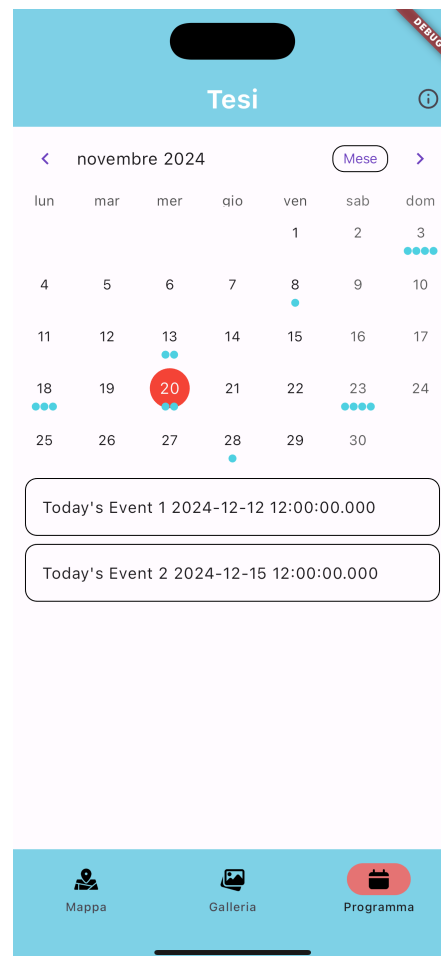 DEBUG
Tesi
novembre 2024
Mese
lun mar mer gio ven sab dom
1 2 3
4 5 6 7 8 9 10
11 12 13 14 15 16 17
18 19 20 21 22 23 24
25 26 27 28 29 30
Today's Event 1 2024-12-12 12:00:00.000
Today's Event 2 2024-12-15 12:00:00.000
Mappa Galleria Programma